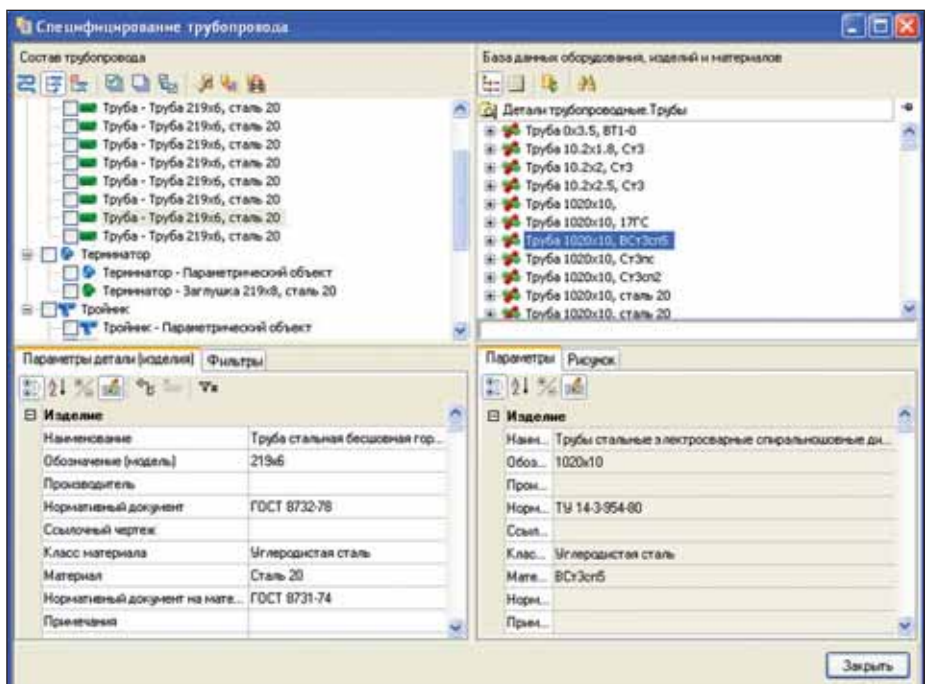 Специфицирование трубопровода
Состав трубопровода
Труба - Труба 219x6, сталь 20
Труба - Труба 219x6, сталь 20
Труба - Труба 219x6, сталь 20
Труба - Труба 219x6, сталь 20
Труба - Труба 219x6, сталь 20
Труба - Труба 219x6, сталь 20
Труба - Труба 219x6, сталь 20
Труба - Труба 219x6, сталь 20
Терминатор
Терминатор - Параметрический объект
Терминатор - Заглушка 219x8, сталь 20
Тройник
Тройник - Параметрический объект
База данных оборудования, изделий и материалов
Детали трубопроводные.Трубы
Труба 0x3.5, ВТ1-0
Труба 10.2x1.8, Ст3
Труба 10.2x2, Ст3
Труба 10.2x2.5, Ст3
Труба 1020x10,
Труба 1020x10, 17ГС
Труба 1020x10, ВСт3сп5
Труба 1020x10, Ст3пс
Труба 1020x10, Ст3сп2
Труба 1020x10, сталь 20
Труба 1020x10, сталь 20
Параметры детали (изделия) Фильтры
Изделие
Наименование Труба стальная бесшовная гор...
Обозначение (модель) 219x6
Производитель
Нормативный документ ГОСТ 8732-78
Ссылочный чертеж
Класс материала Углеродистая сталь
Материал Сталь 20
Нормативный документ на мате... ГОСТ 8731-74
Примечания
Параметры Рисунок
Изделие
Наим... Трубы стальные электросварные спиральношовные ди...
Обоз... 1020x10
Прои...
Норм... ТУ 14-3-954-80
Ссыл...
Клас... Углеродистая сталь
Мате... ВСт3сп5
Норм...
Прим...
Закрыть